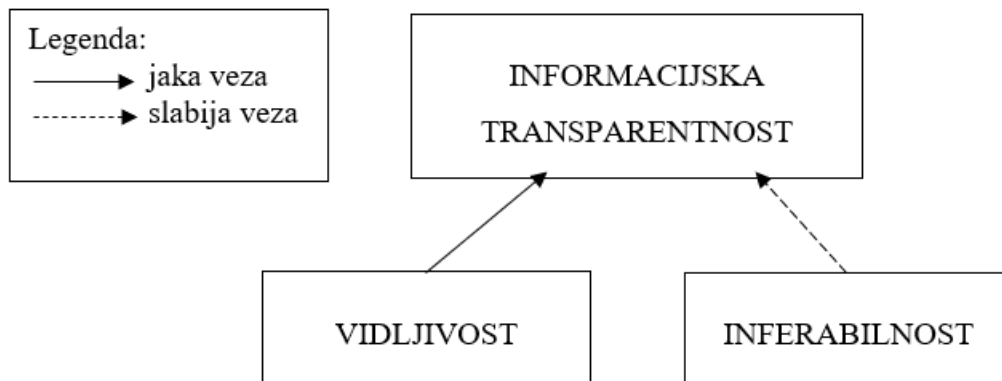 Legenda:
jaka veza
slabija veza
INFORMACIJSKA
TRANSPARENTNOST
VIDLJIVOST
INFERABILNOST